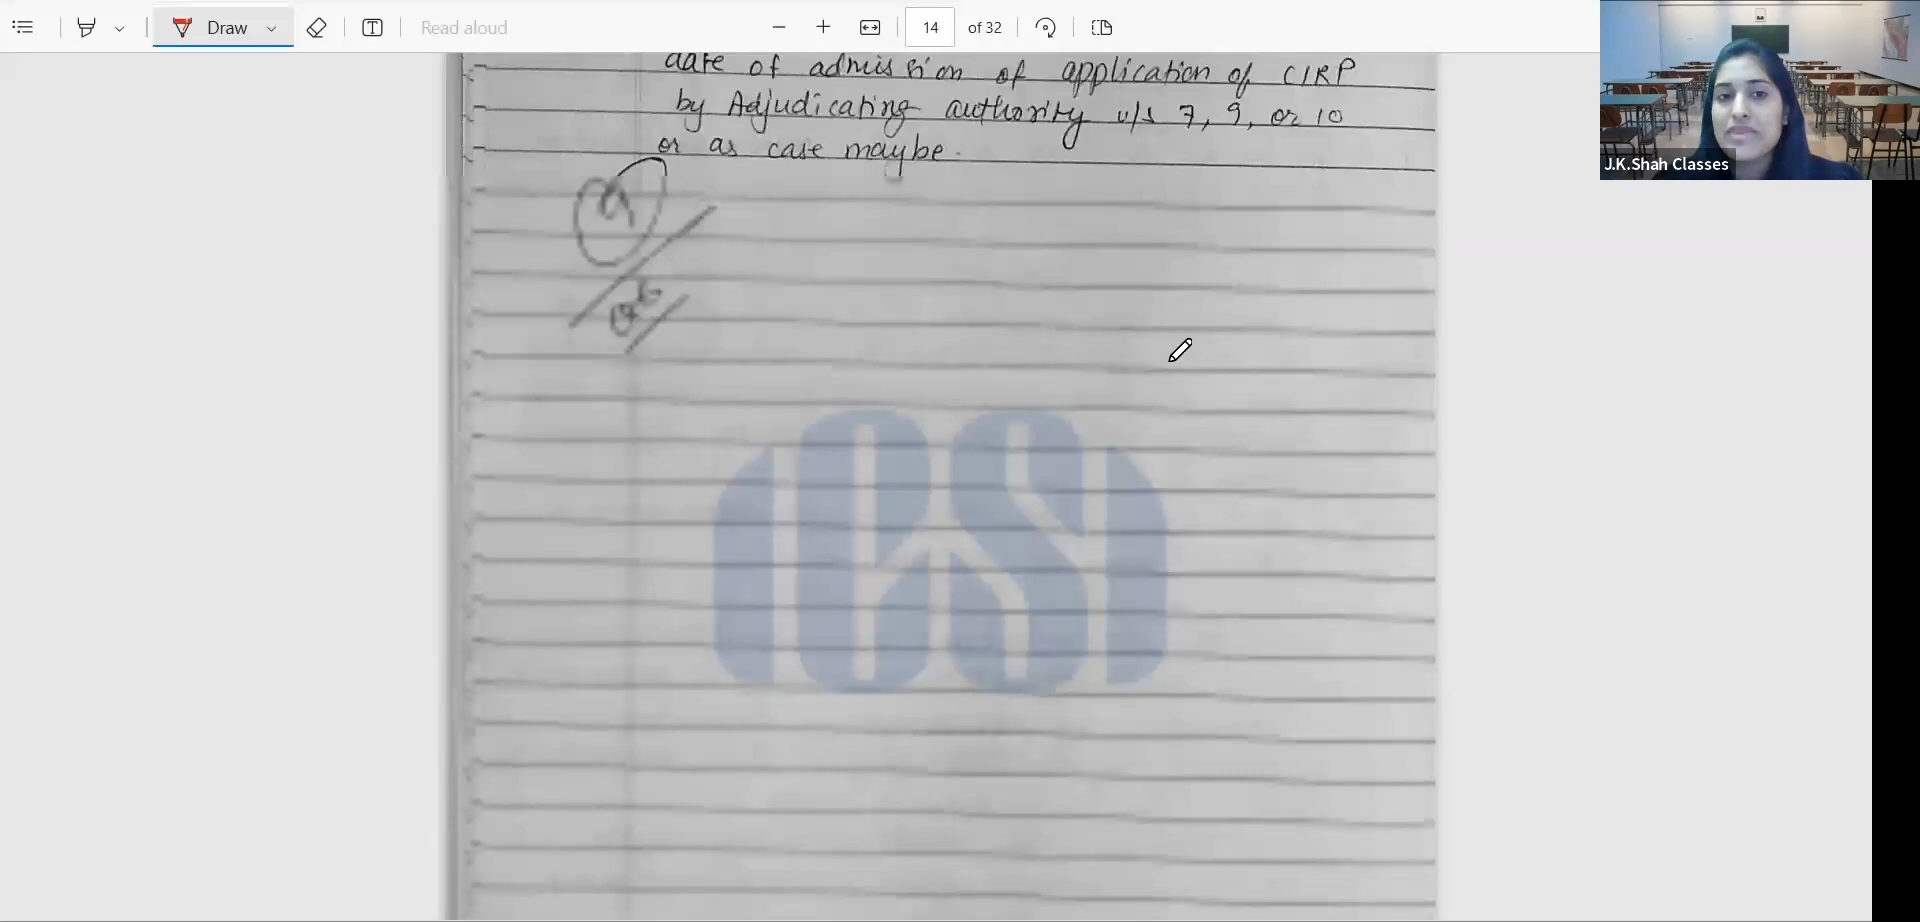 Draw
Read aloud
14 of 32
J.K.Shah Classes
date of admission of application of CIRP
by Adjudicating authority u/s 7, 9, or 10
or as case maybe.
ICSI